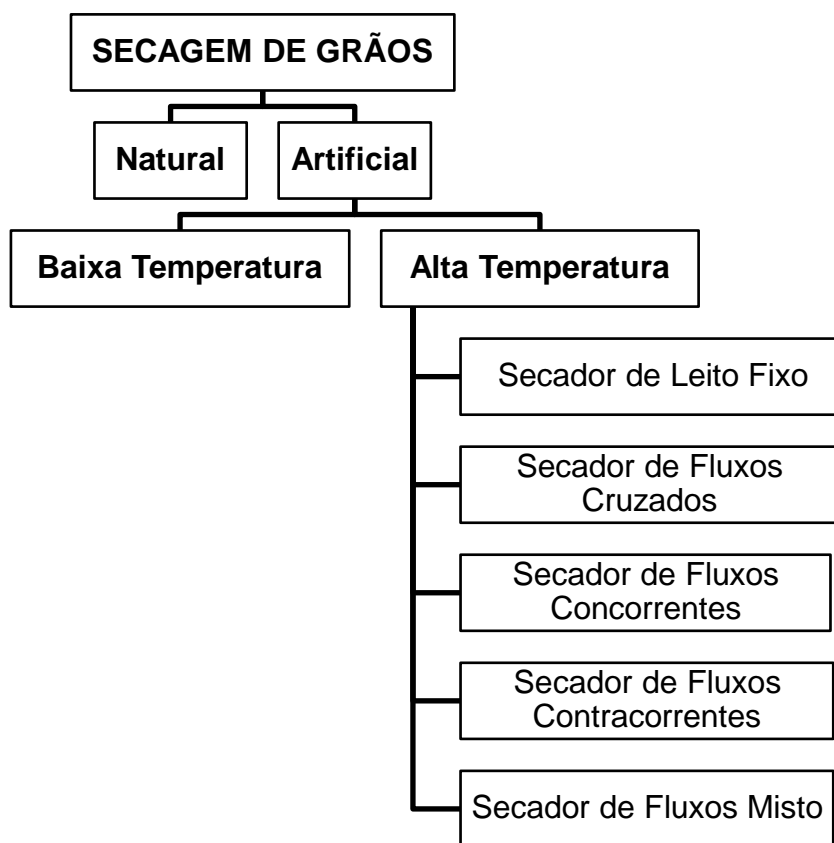 SECAGEM DE GRÃOS
Natural
Artificial
Baixa Temperatura
Alta Temperatura
Secador de Leito Fixo
Secador de Fluxos
Cruzados
Secador de Fluxos
Concorrentes
Secador de Fluxos
Contracorrentes
Secador de Fluxos Misto